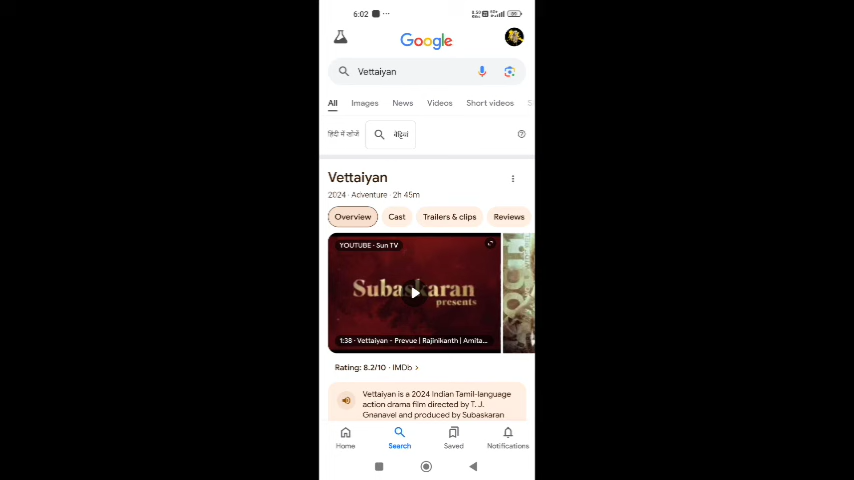 6:02
Google
Vettaiyan
All Images News Videos Short videos
हिंदी में खोजें
Vettaiyan
2024 · Adventure · 2h 45m
Overview Cast Trailers & clips Reviews
YOUTUBE · Sun TV
Subaskaran
presents
1:38 · Vettaiyan - Prevue | Rajinikanth | Amita...
Rating: 8.2/10 · IMDb >
Vettaiyan is a 2024 Indian Tamil-language
action drama film directed by T. J.
Gnanavel and produced by Subaskaran
Home Search Saved Notifications